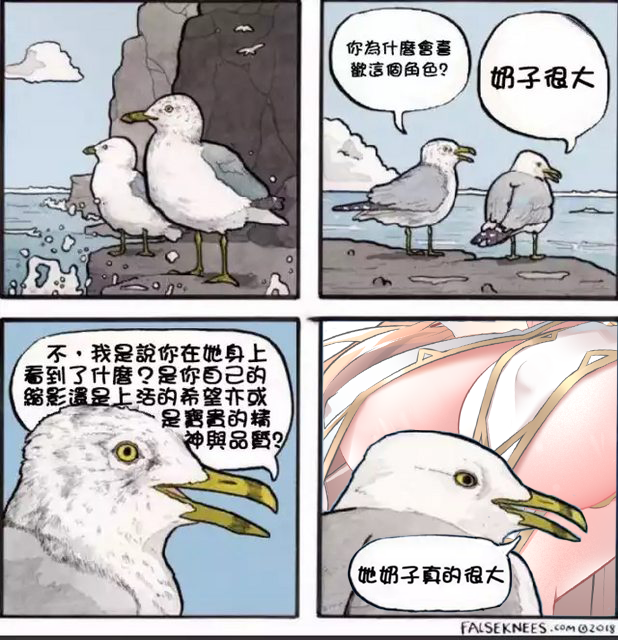 你為什麼會喜
歡這個角色?
奶子很大
不，我是說你在她身上
看到了什麼？是你自己的
縮影還是上活的希望亦或
是寶貴的精
神與品質?
她奶子真的很大
FALSEKNEES.COM©2018